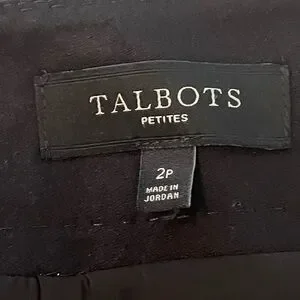 TALBOTS
PETITES
2P
MADE IN
JORDAN